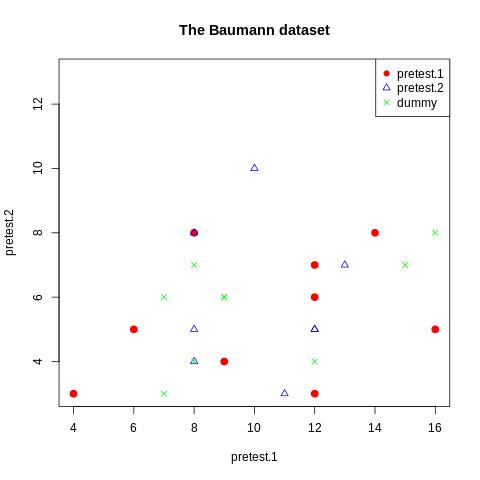 The Baumann dataset
pretest.1
pretest.2
dummy
12
10
8
6
4
pretest.2
4 6 8 10 12 14 16
pretest.1